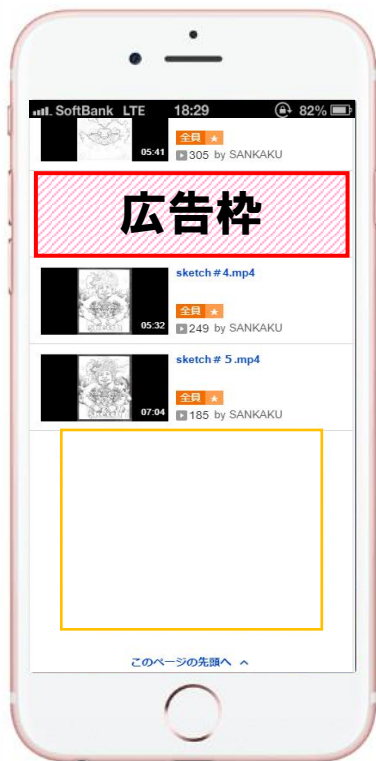 SoftBank LTE 18:29 82%
全員 ★
05:41
305 by SANKAKU
広告枠
sketch#4.mp4
全員 ★
05:32
249 by SANKAKU
sketch#５.mp4
全員 ★
07:04
185 by SANKAKU
このページの先頭へ